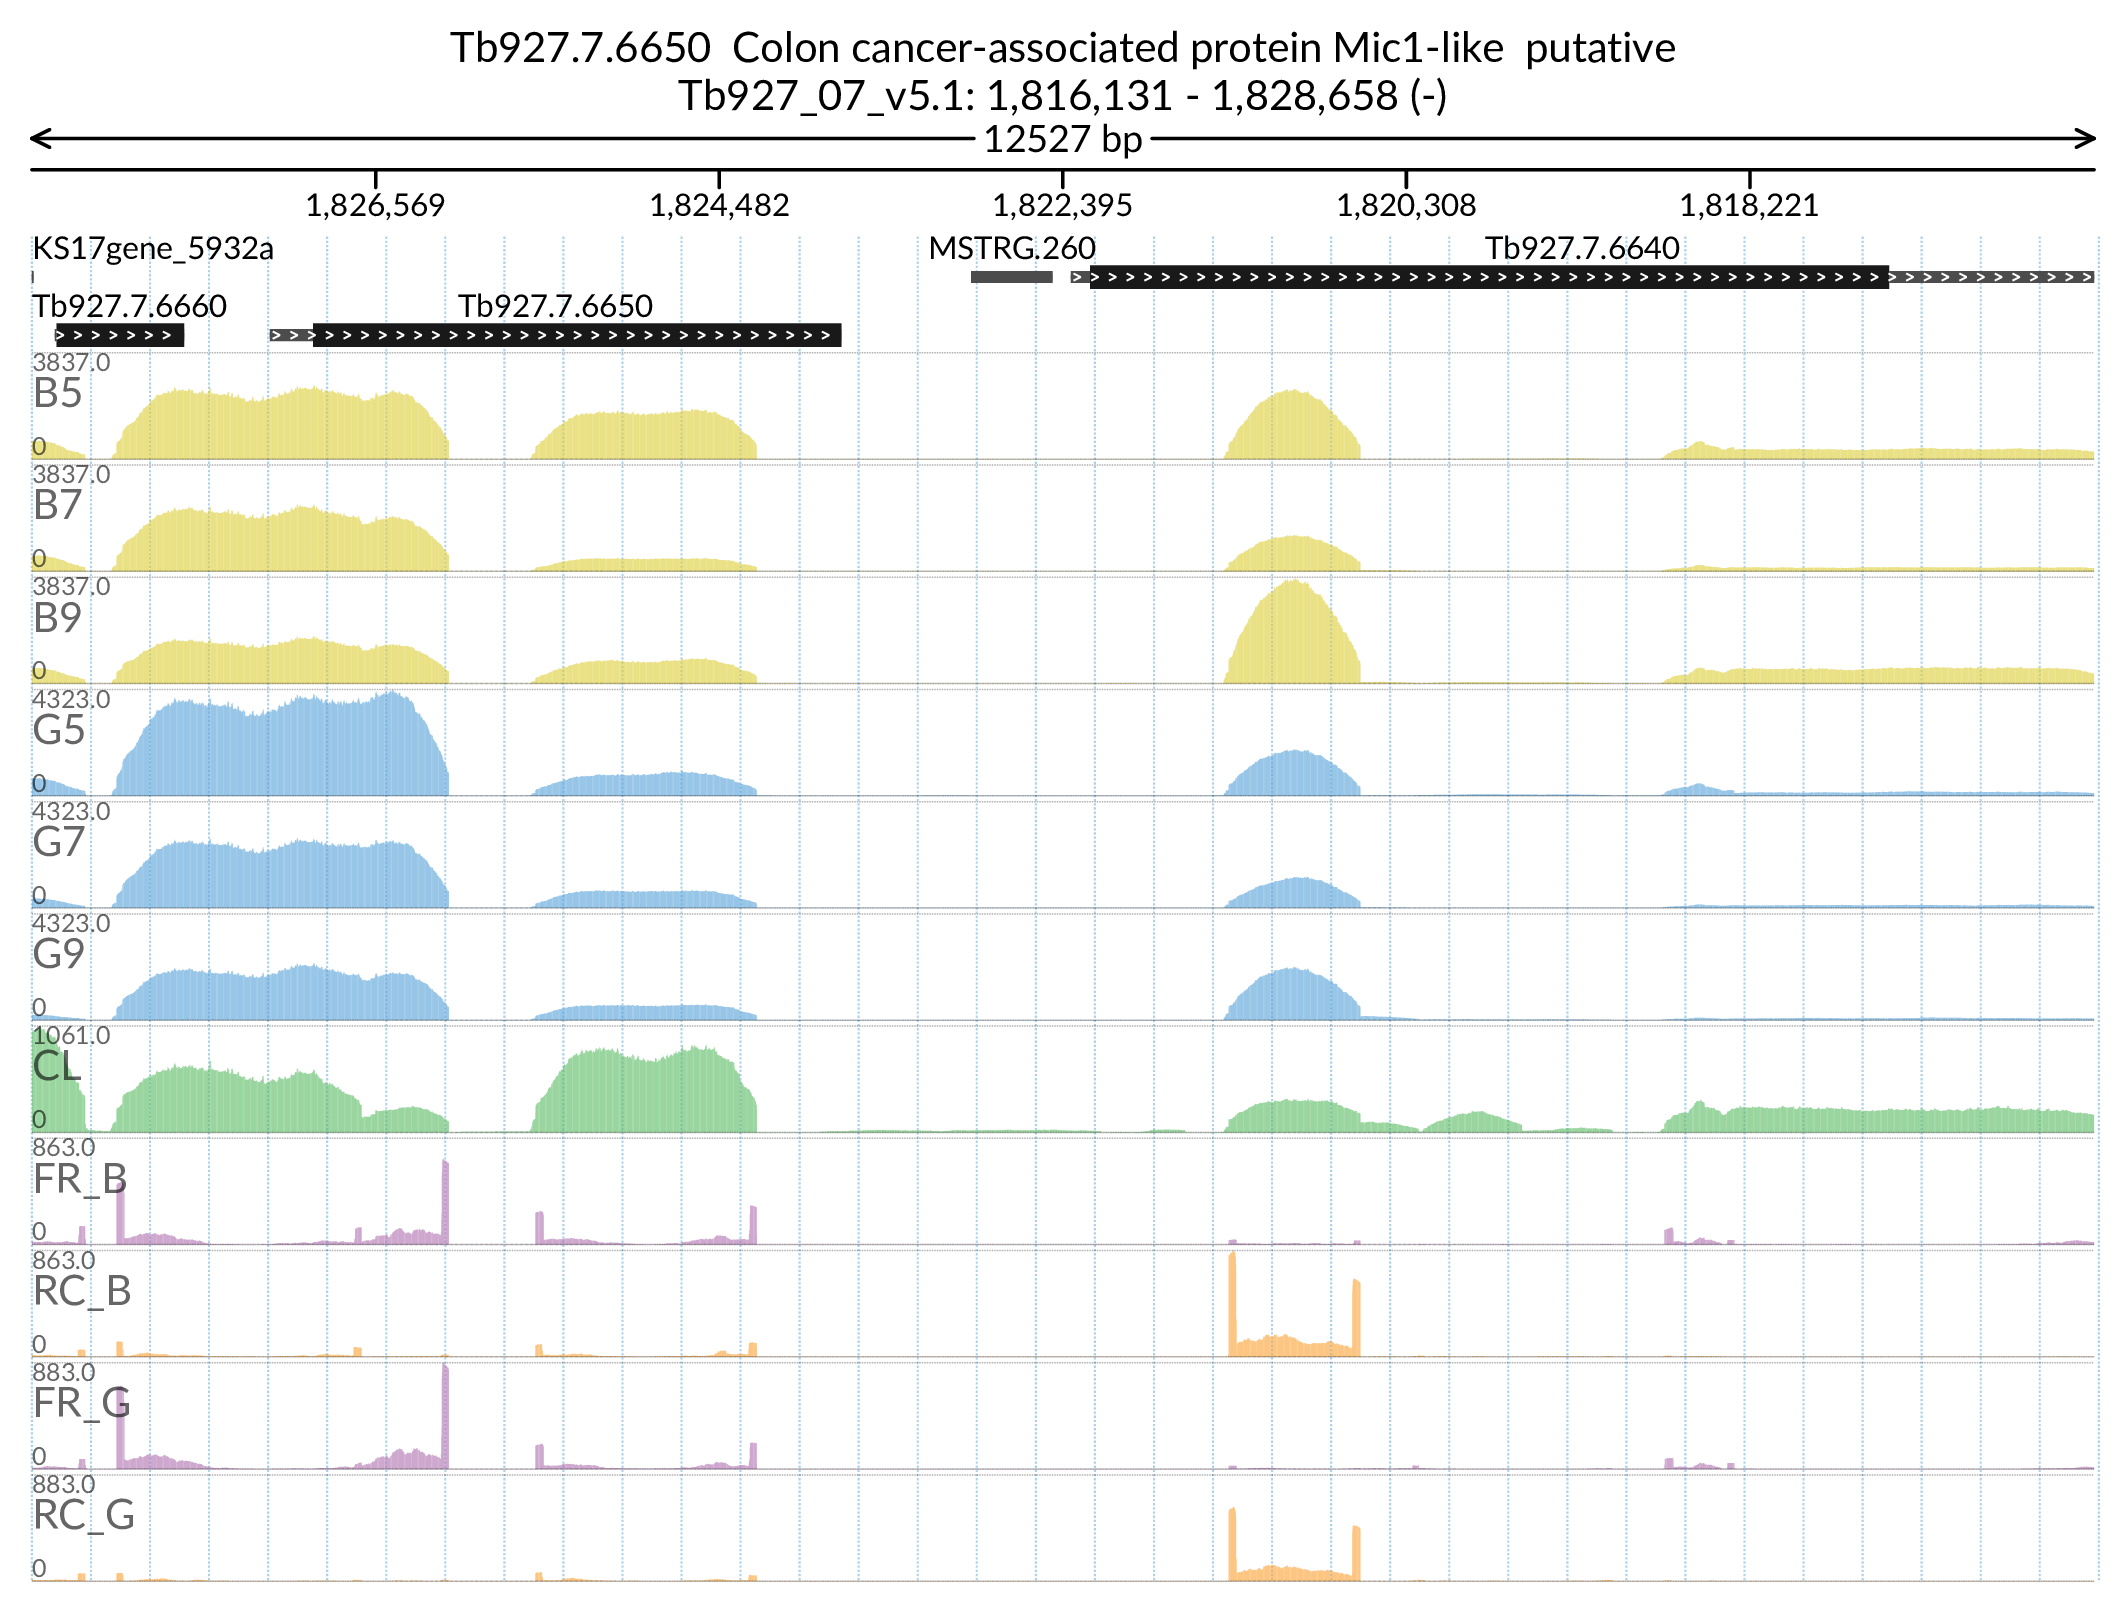 Tb927.7.6650 Colon cancer-associated protein Mic1-like putative
Tb927_07_v5.1: 1,816,131 - 1,828,658 (-)
12527 bp
1,826,569 1,824,482 1,822,395 1,820,308 1,818,221
KS17gene_5932a MSTRG.260 Tb927.7.6640
Tb927.7.6660 Tb927.7.6650
3837.0
B5
0
3837.0
B7
0
3837.0
B9
0
4323.0
G5
0
4323.0
G7
0
4323.0
G9
0
1061.0
CL
0
863.0
FR_B
0
863.0
RC_B
0
883.0
FR_G
0
883.0
RC_G
0